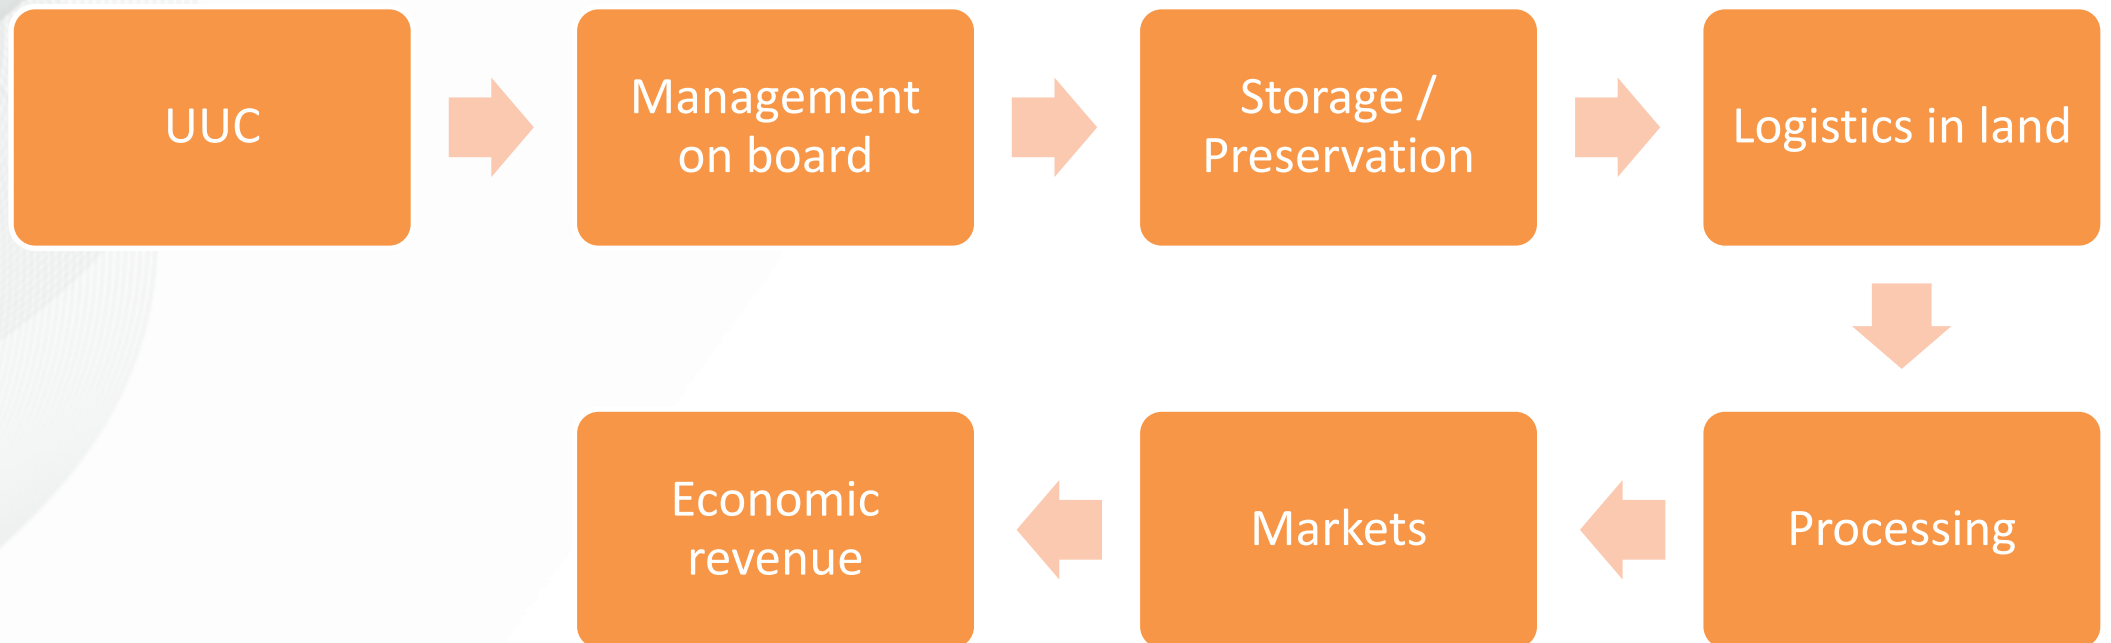 UUC
Management
on board
Storage /
Preservation
Logistics in land
Processing
Markets
Economic
revenue